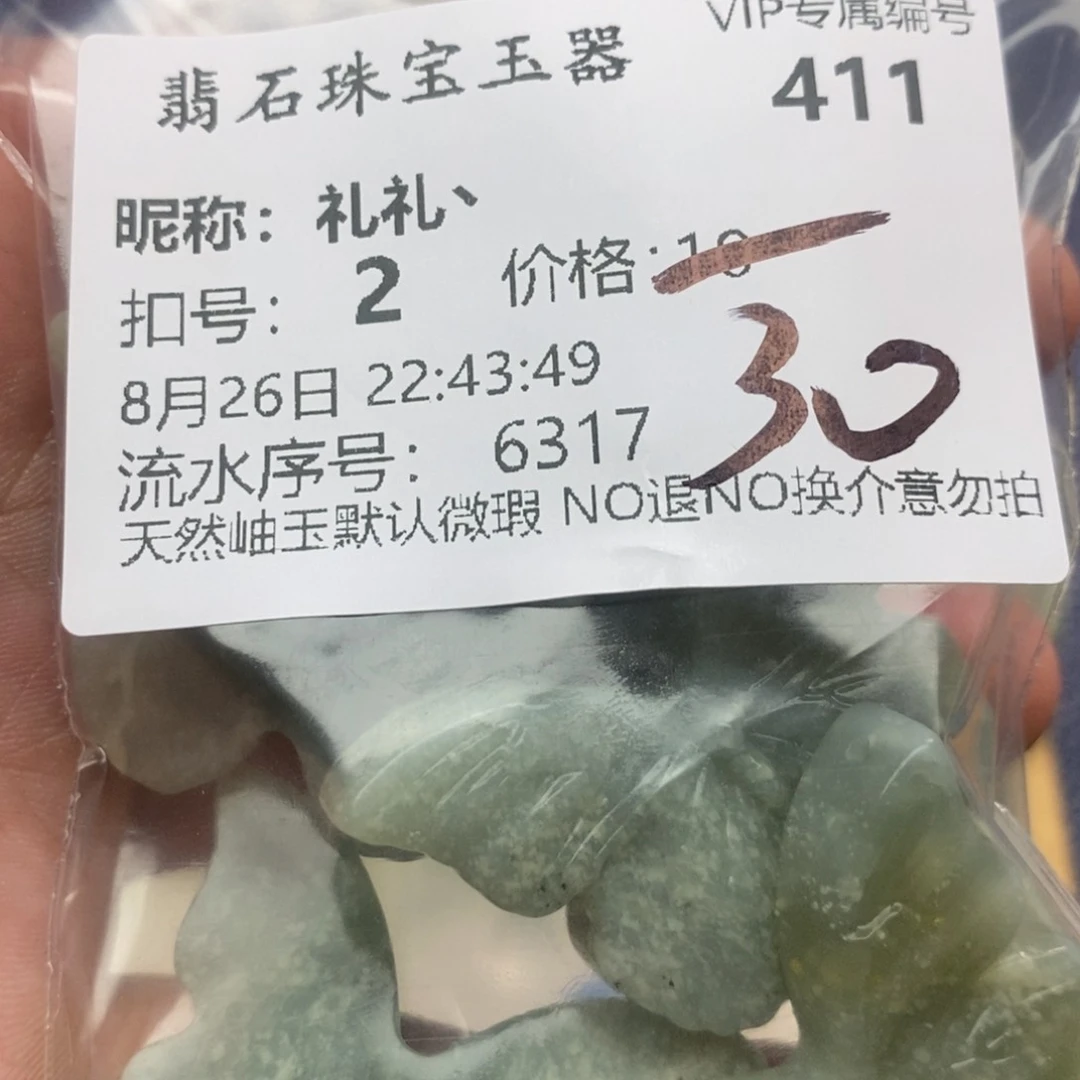 VIP专属编号
翡石珠宝玉器
411
昵称：礼礼丶
扣号： 2 价格：
30
8月26日 22:43:49
流水序号： 6317
天然岫玉默认微瑕 NO退NO换介意勿拍